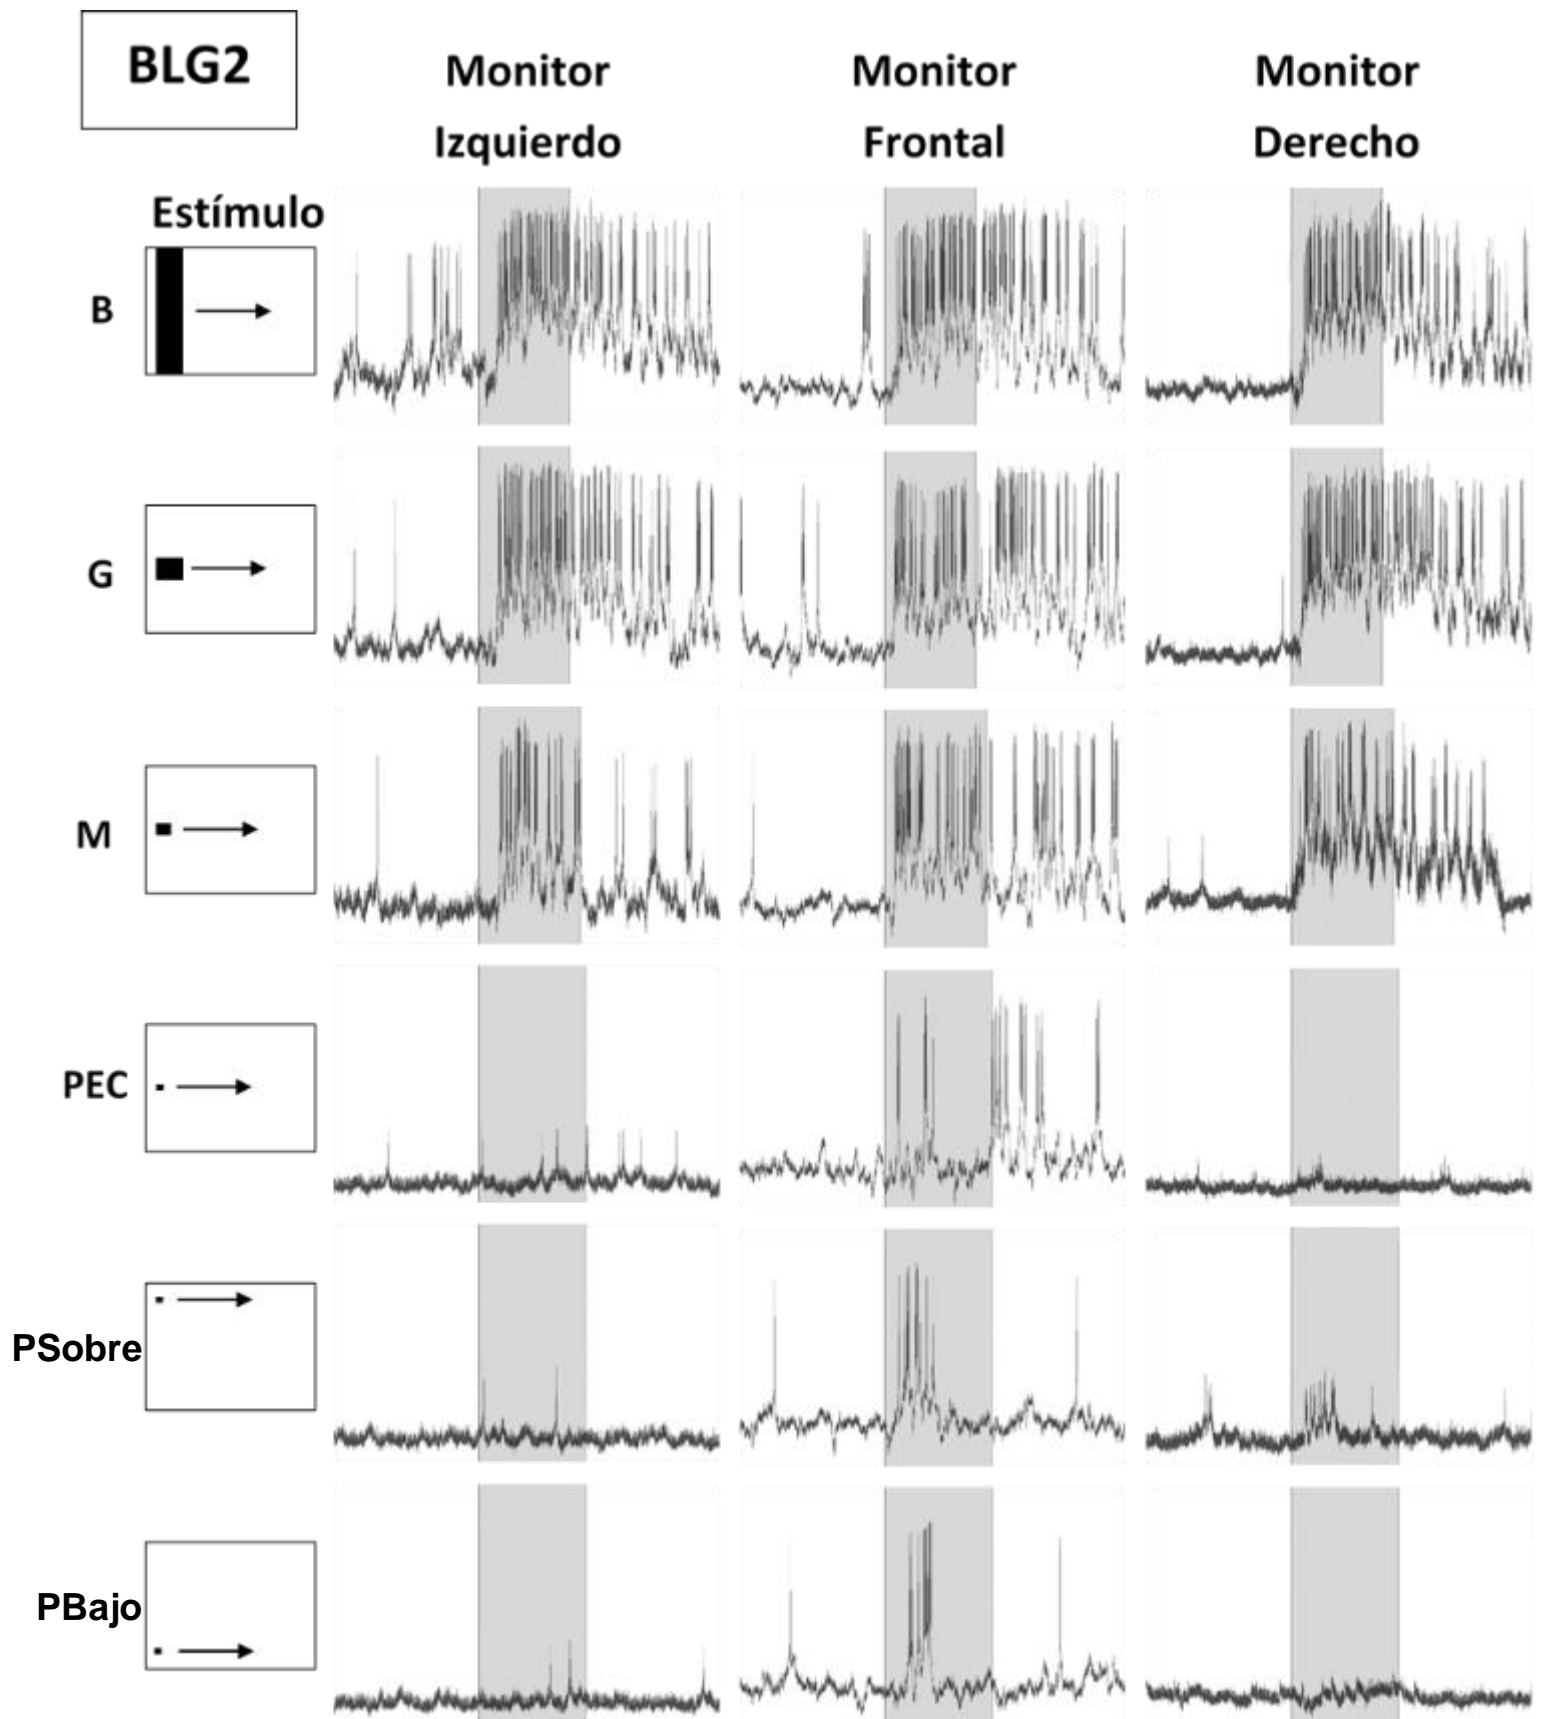 BLG2
Monitor
Izquierdo
Monitor
Frontal
Monitor
Derecho
Estímulo
B
G
M
PEC
PSobre
PBajo